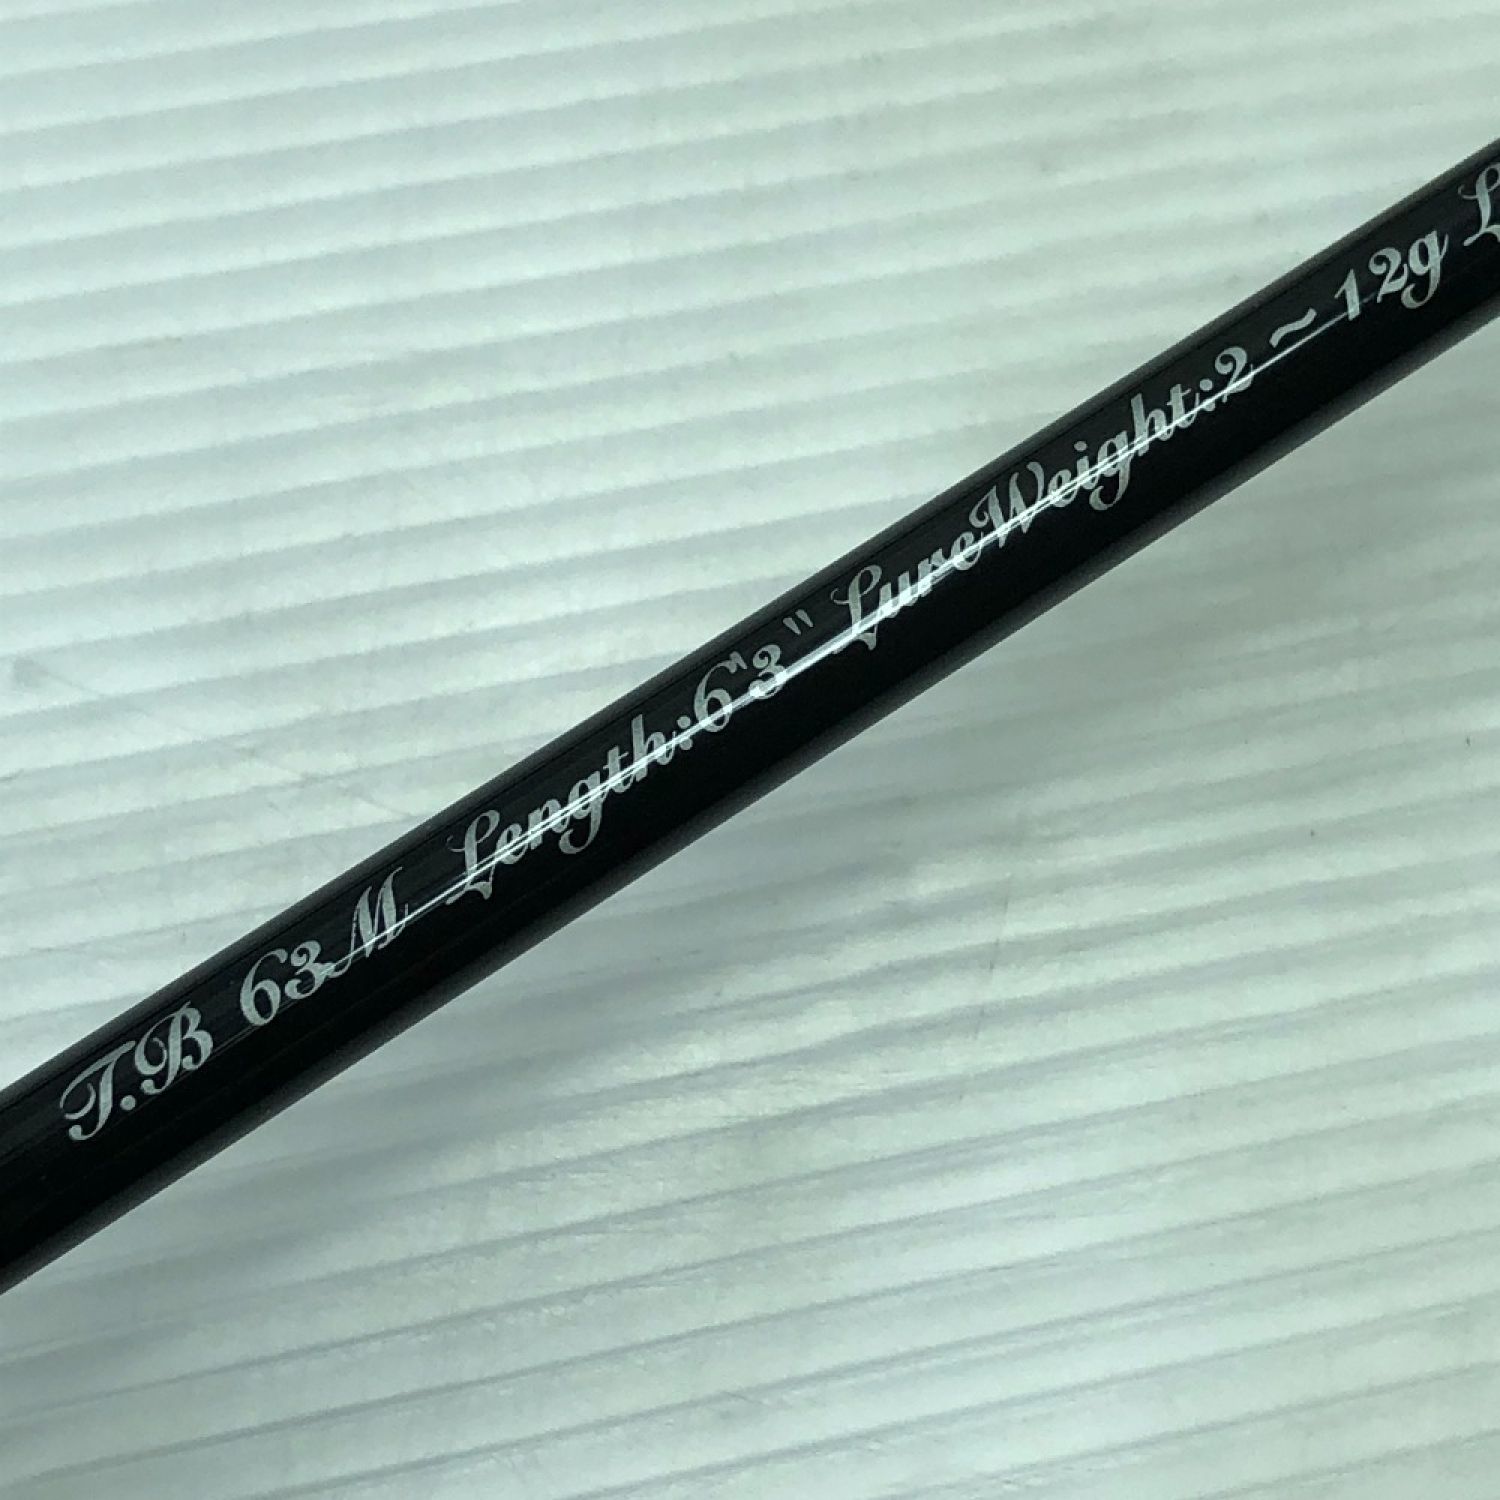 T.B 63M Length:6'3" LureWeight:2～12g L